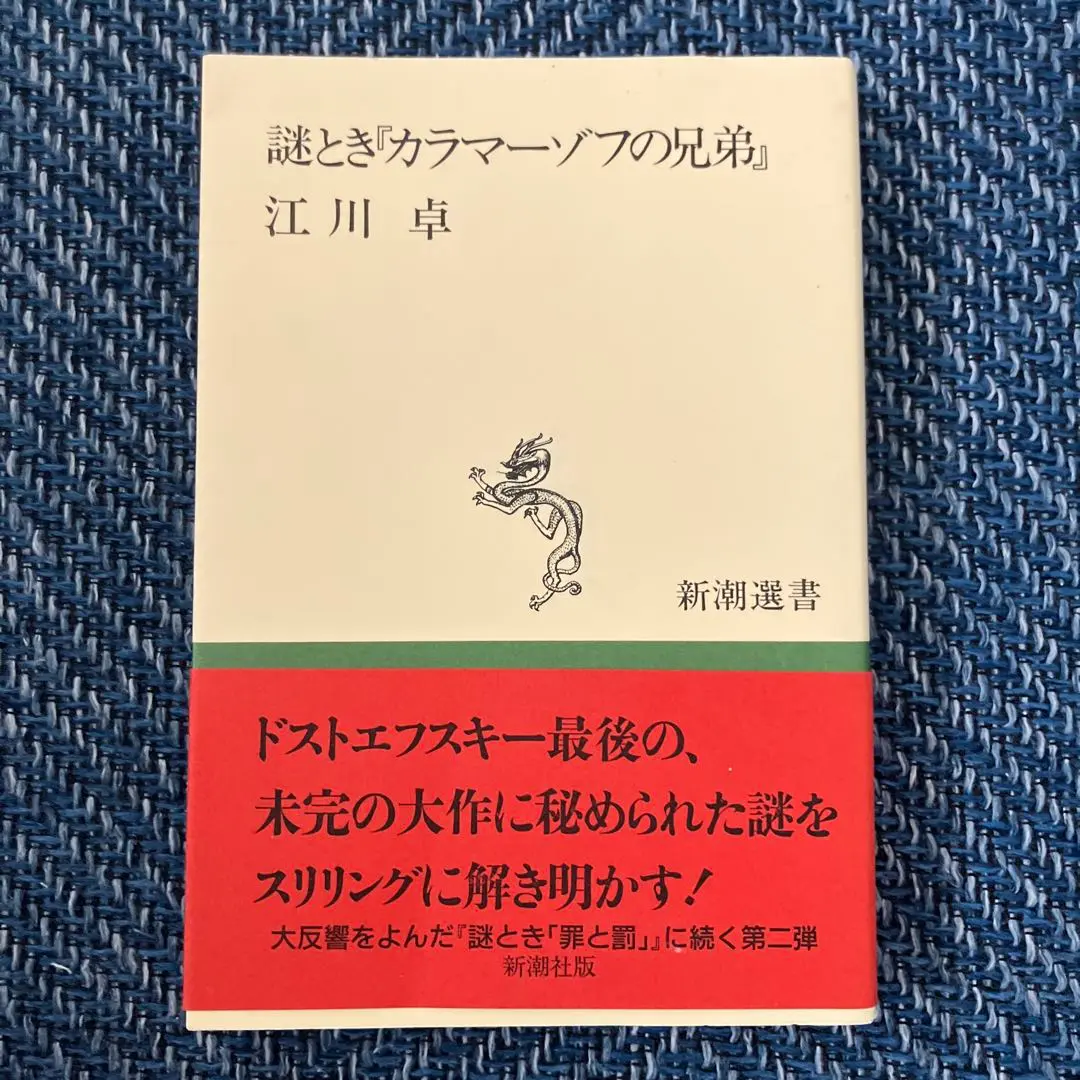 謎とき『カラマーゾフの兄弟』
江川 卓
新潮選書
ドストエフスキー最後の、
未完の大作に秘められた謎を
スリリングに解き明かす!
大反響をよんだ『謎とき「罪と罰」』に続く第二弾
新潮社版